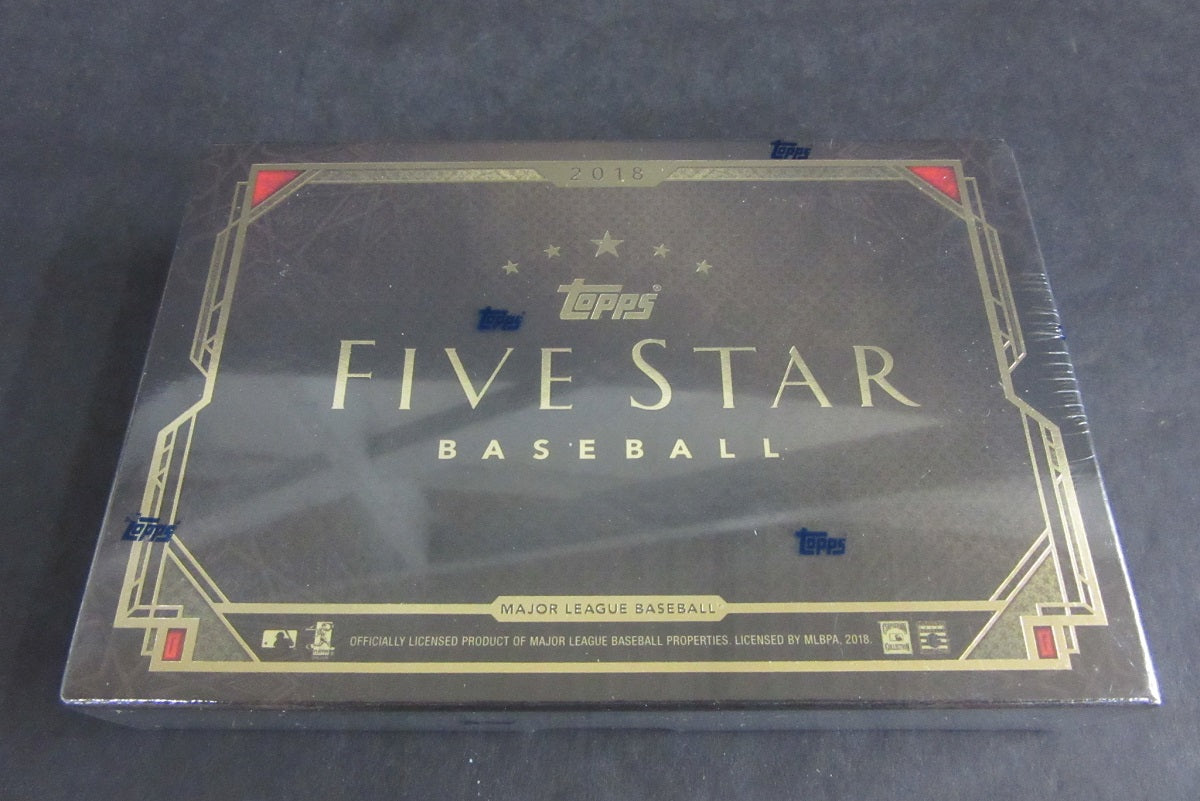 topps
2018
topps®
topps
FIVE STAR
BASEBALL
topps
topps
MAJOR LEAGUE BASEBALL
OFFICIALLY LICENSED PRODUCT OF MAJOR LEAGUE BASEBALL PROPERTIES. LICENSED BY MLBPA, 2018.